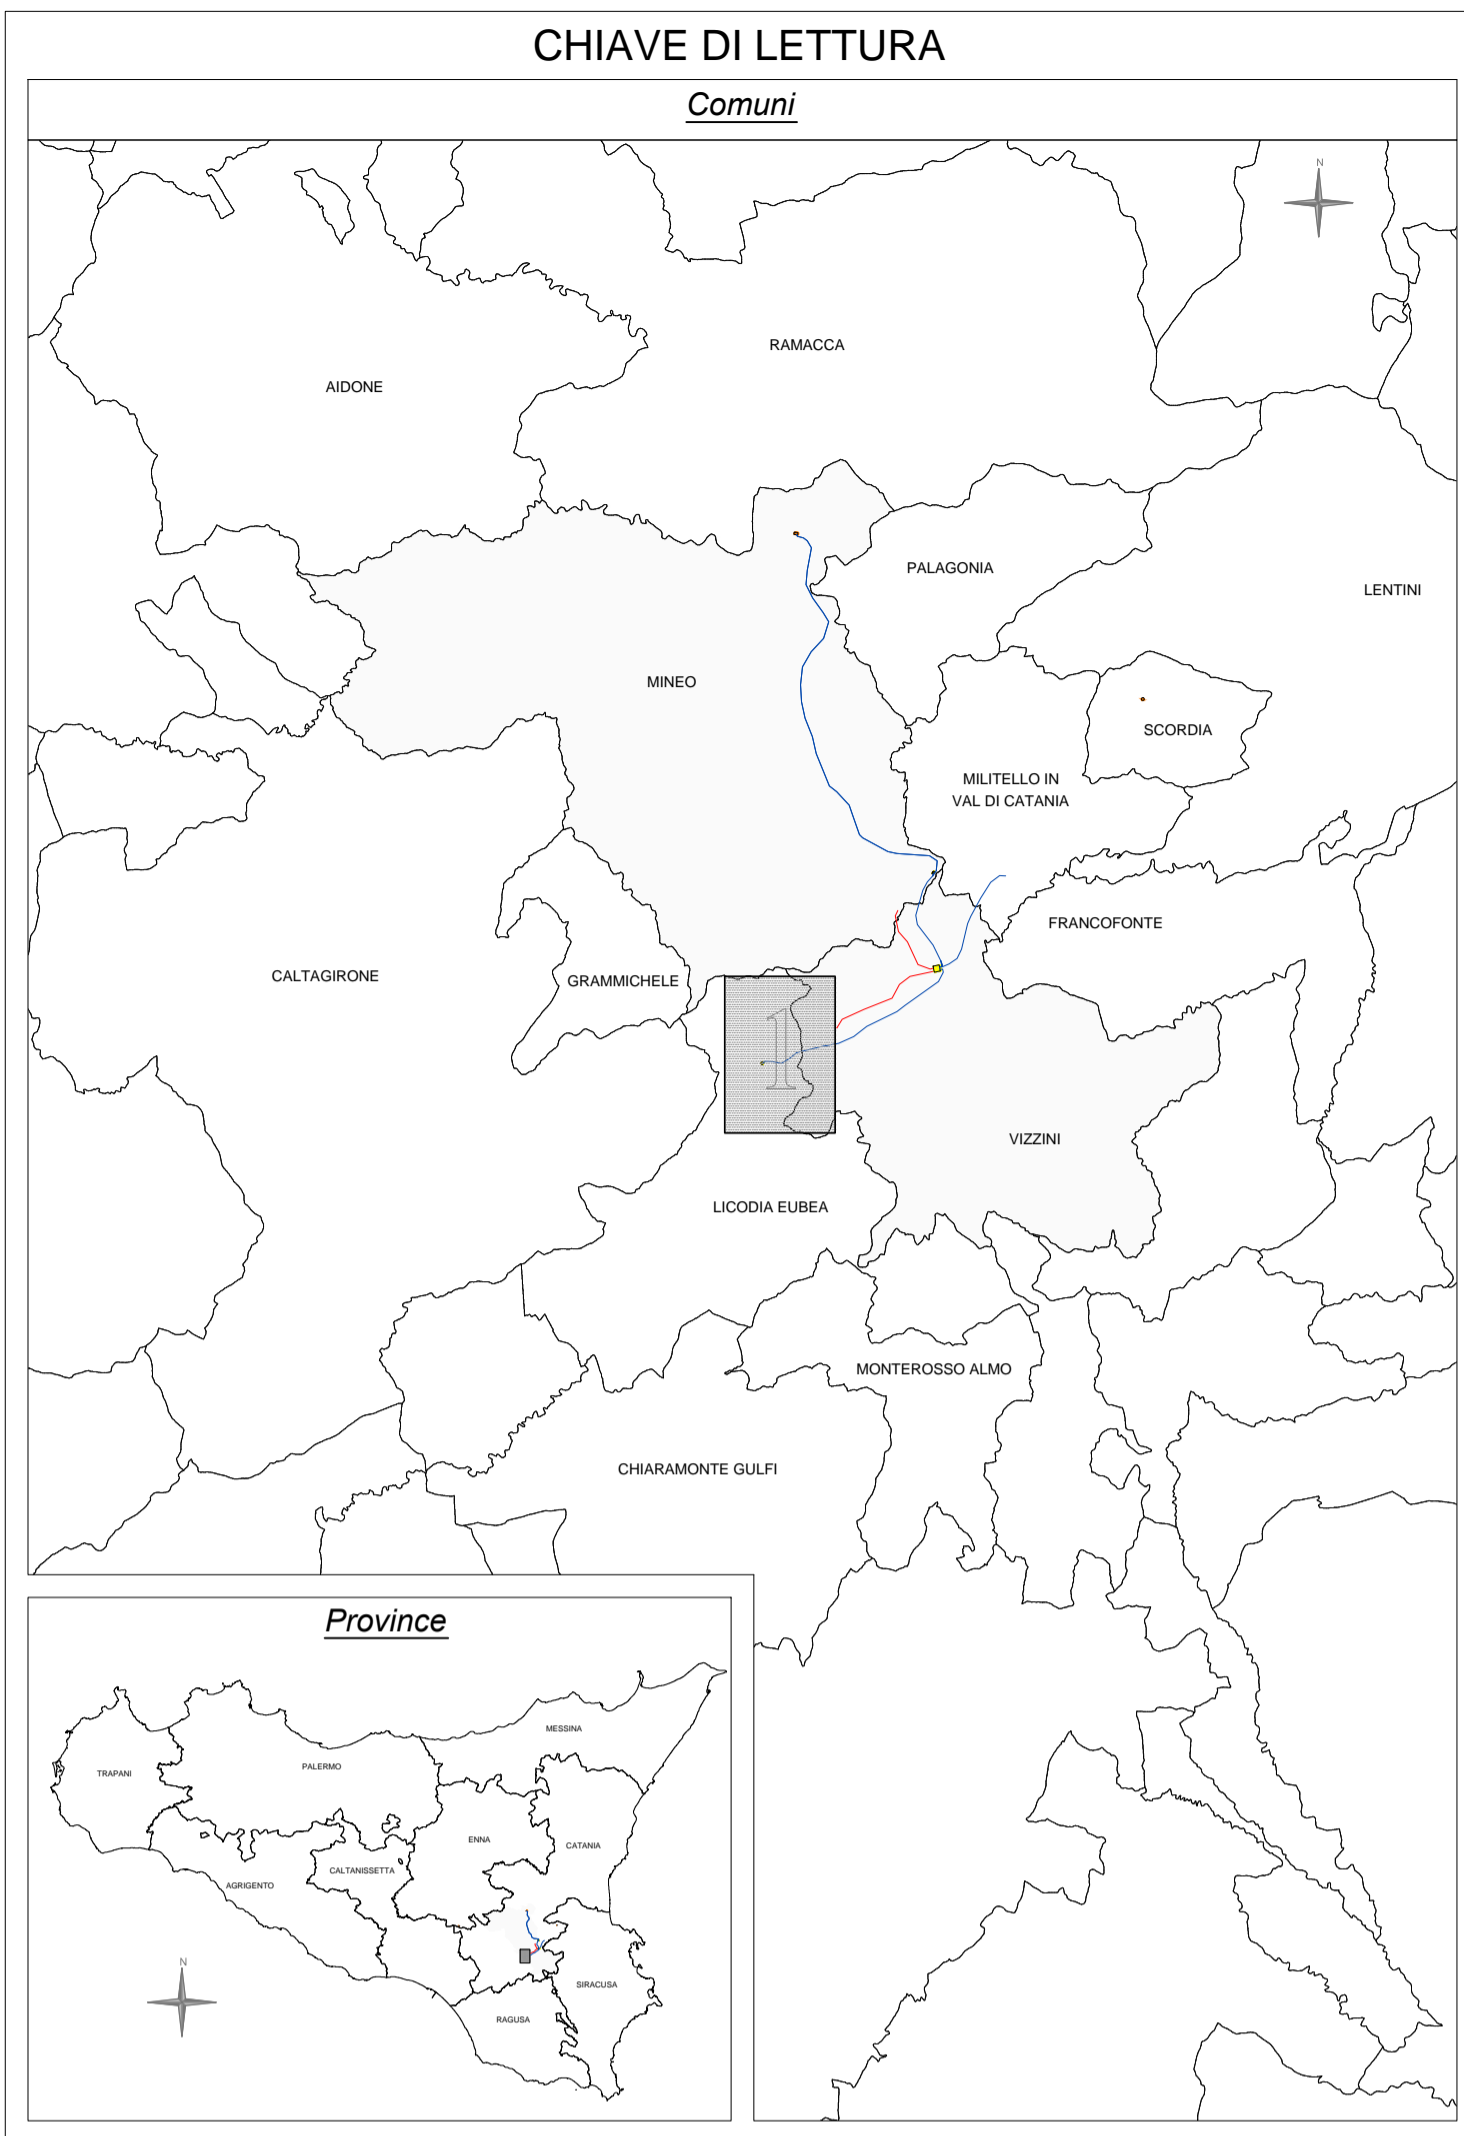 CHIAVE DI LETTURA
Comuni
N
RAMACCA
AIDONE
PALAGONIA
LENTINI
MINEO
SCORDIA
MILITELLO IN
VAL DI CATANIA
FRANCOFONTE
CALTAGIRONE
GRAMMICHELE
1
VIZZINI
LICODIA EUBEA
MONTEROSSO ALMO
CHIARAMONTE GULFI
Province
MESSINA
PALERMO
TRAPANI
ENNA
CATANIA
CALTANISSETTA
AGRIGENTO
N
SIRACUSA
RAGUSA